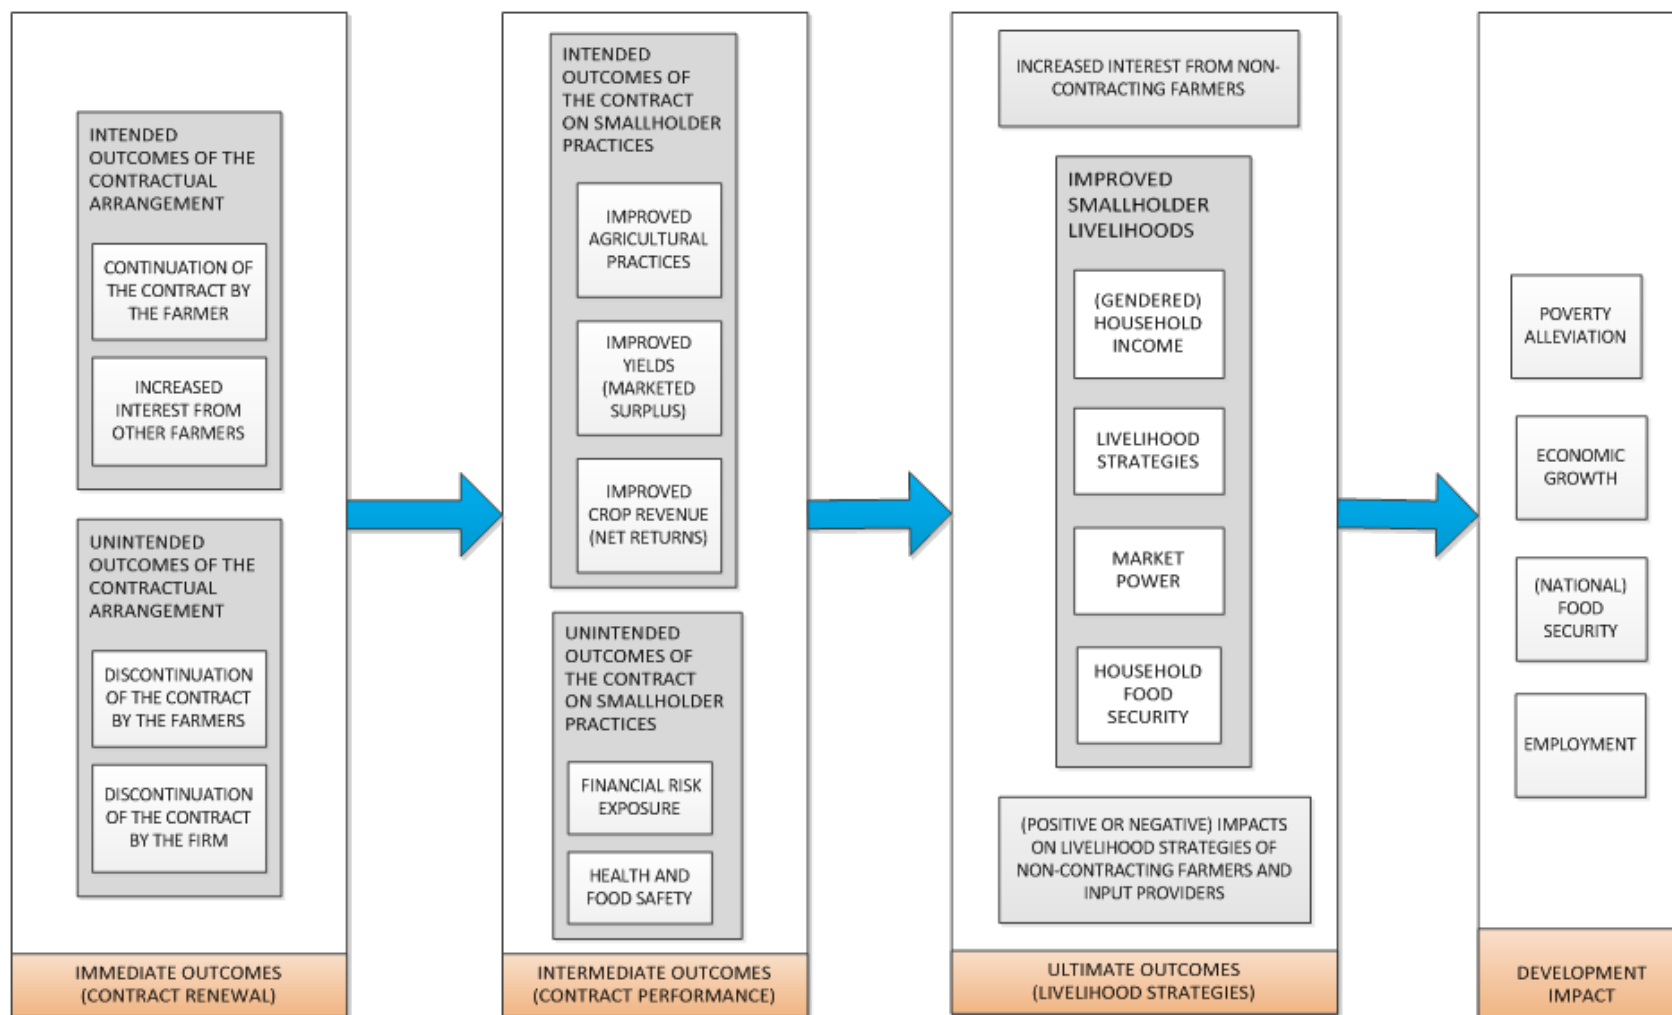 INTENDED
OUTCOMES OF THE
CONTRACTUAL
ARRANGEMENT
CONTINUATION OF
THE CONTRACT BY
THE FARMER
INCREASED
INTEREST FROM
OTHER FARMERS
UNINTENDED
OUTCOMES OF THE
CONTRACTUAL
ARRANGEMENT
DISCONTINUATION
OF THE CONTRACT
BY THE FARMERS
DISCONTINUATION
OF THE CONTRACT
BY THE FIRM
IMMEDIATE OUTCOMES
(CONTRACT RENEWAL)
INTENDED
OUTCOMES OF
THE CONTRACT
ON SMALLHOLDER
PRACTICES
IMPROVED
AGRICULTURAL
PRACTICES
IMPROVED
YIELDS
(MARKETED
SURPLUS)
IMPROVED
CROP REVENUE
(NET RETURNS)
UNINTENDED
OUTCOMES OF
THE CONTRACT
ON SMALLHOLDER
PRACTICES
FINANCIAL RISK
EXPOSURE
HEALTH AND
FOOD SAFETY
INTERMEDIATE OUTCOMES
(CONTRACT PERFORMANCE)
INCREASED INTEREST FROM NON-
CONTRACTING FARMERS
IMPROVED
SMALLHOLDER
LIVELIHOODS
(GENDERED)
HOUSEHOLD
INCOME
LIVELIHOOD
STRATEGIES
MARKET
POWER
HOUSEHOLD
FOOD
SECURITY
(POSITIVE OR NEGATIVE) IMPACTS
ON LIVELIHOOD STRATEGIES OF
NON-CONTRACTING FARMERS AND
INPUT PROVIDERS
ULTIMATE OUTCOMES
(LIVELIHOOD STRATEGIES)
POVERTY
ALLEVIATION
ECONOMIC
GROWTH
(NATIONAL)
FOOD
SECURITY
EMPLOYMENT
DEVELOPMENT
IMPACT